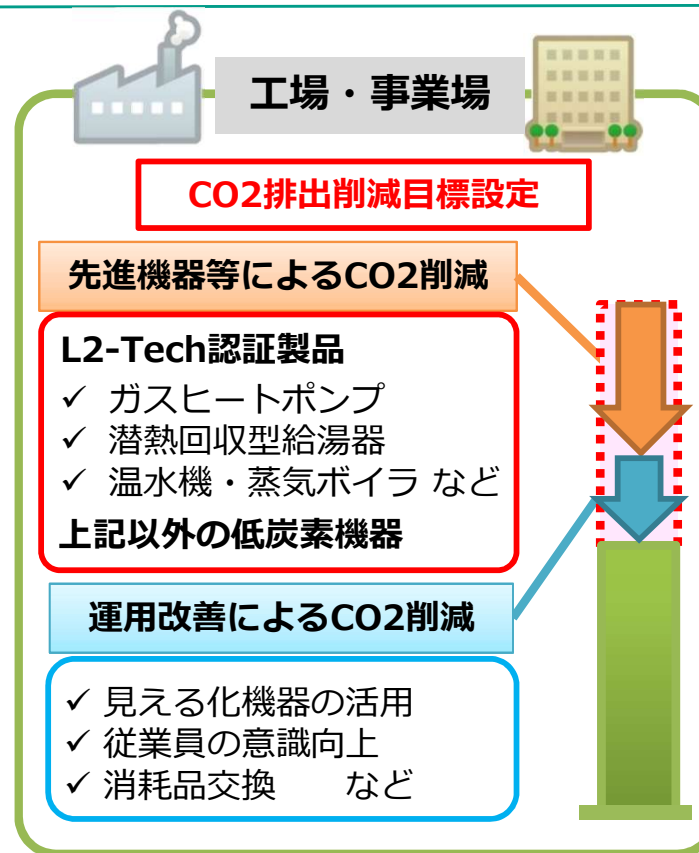 工場・事業場
CO2排出削減目標設定
先進機器等によるCO2削減
L2-Tech認証製品
✓ ガスヒートポンプ
✓ 潜熱回収型給湯器
✓ 温水機・蒸気ボイラ など
上記以外の低炭素機器
運用改善によるCO2削減
✓ 見える化機器の活用
✓ 従業員の意識向上
✓ 消耗品交換 など